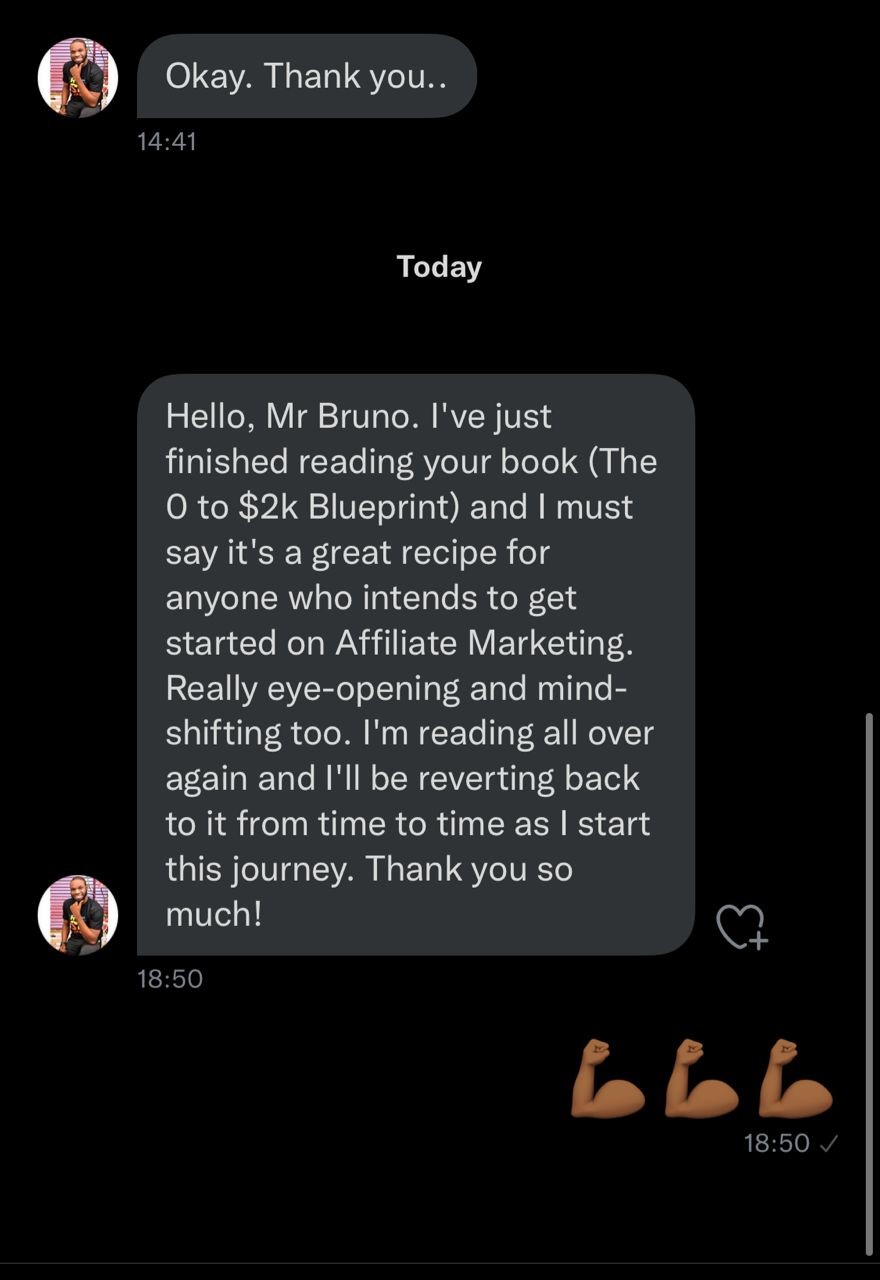 Okay. Thank you..
14:41
Today
Hello, Mr Bruno. I've just
finished reading your book (The
0 to $2k Blueprint) and I must
say it's a great recipe for
anyone who intends to get
started on Affiliate Marketing.
Really eye-opening and mind-
shifting too. I'm reading all over
again and I'll be reverting back
to it from time to time as I start
this journey. Thank you so
much!
18:50
💪🏾💪🏾💪🏾
18:50 ✓